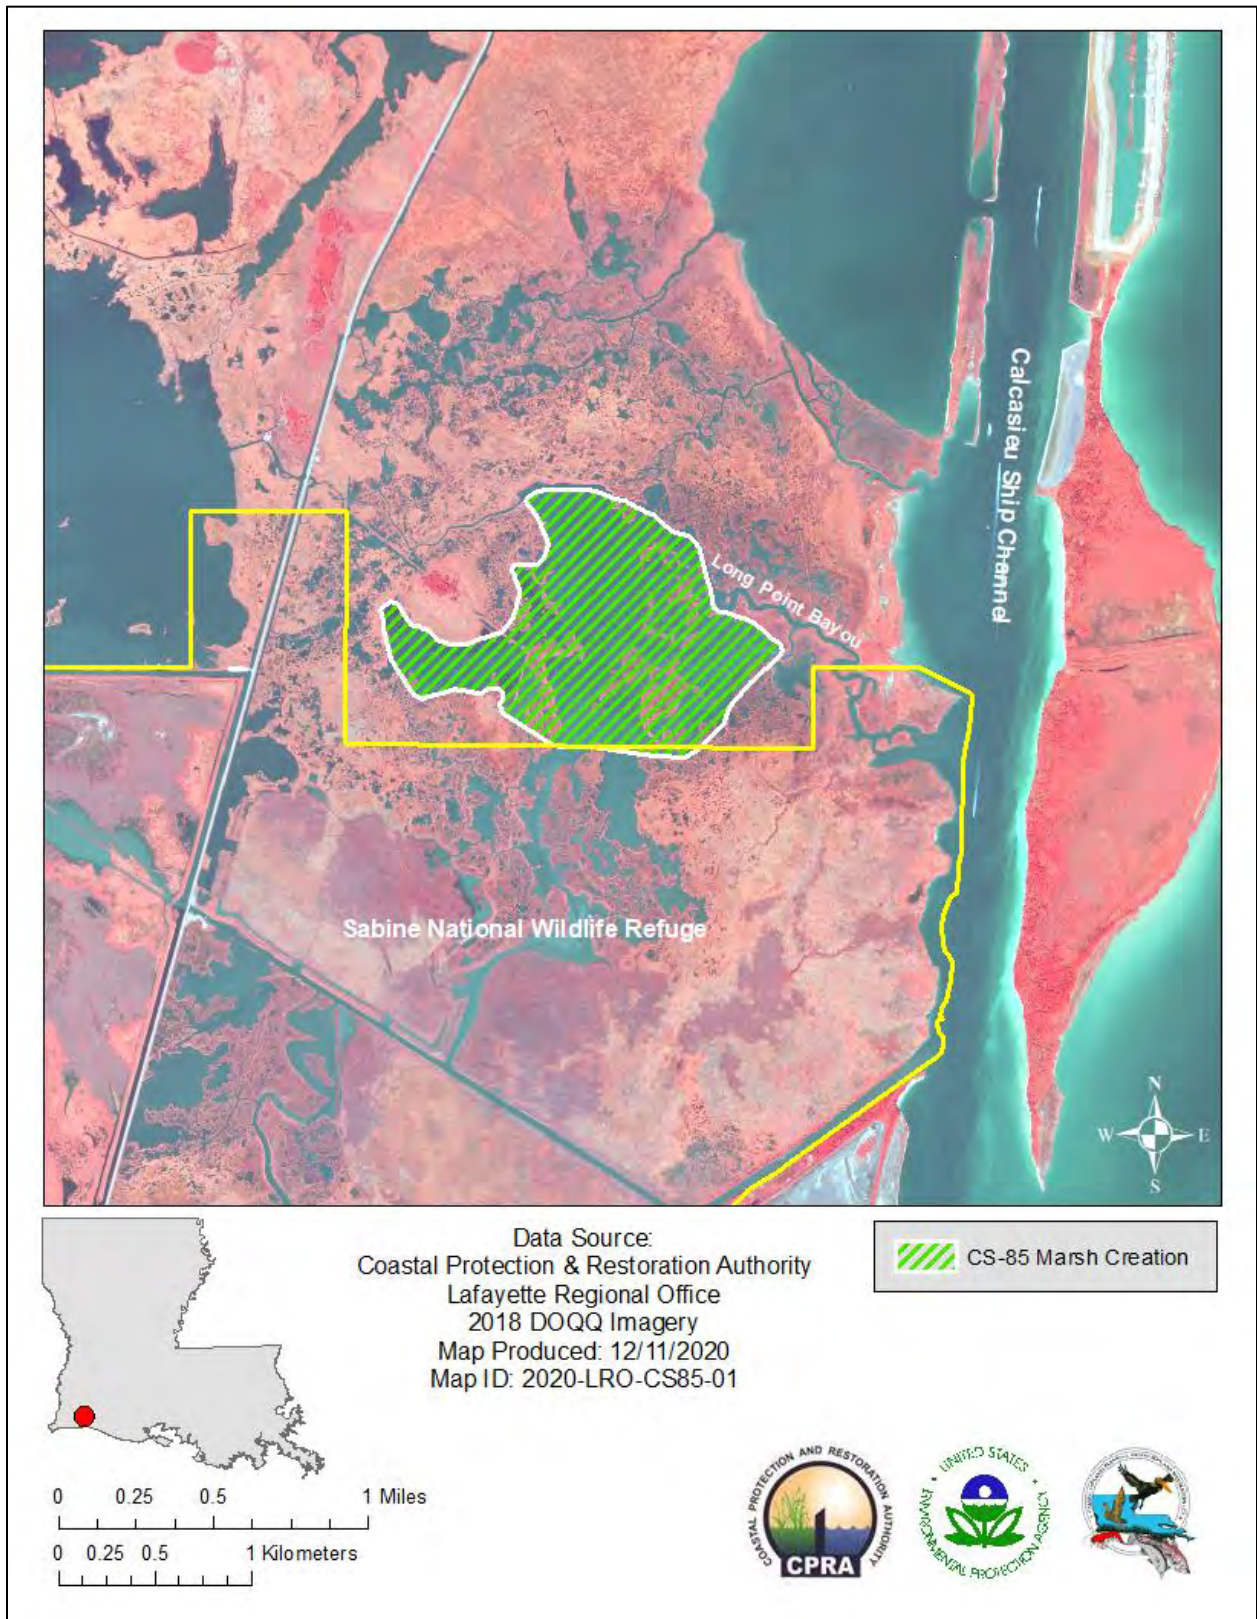 Calcasieu Ship Channel
Long Point Bayou
Sabine National Wildlife Refuge
N
W E
S
Data Source:
Coastal Protection & Restoration Authority
Lafayette Regional Office
2018 DOQQ Imagery
Map Produced: 12/11/2020
Map ID: 2020-LRO-CS85-01
CS-85 Marsh Creation
0 0.25 0.5 1 Miles
0 0.25 0.5 1 Kilometers
COASTAL PROTECTION AND RESTORATION AUTHORITY
CPRA
UNITED STATES
ENVIRONMENTAL PROTECTION AGENCY